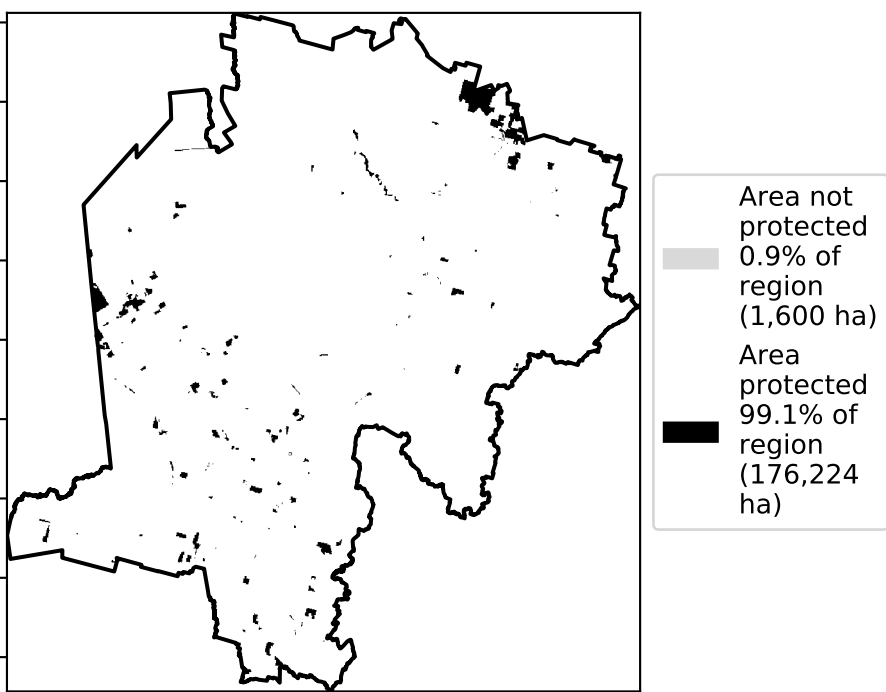 Area not
protected
0.9% of
region
(1,600 ha)
Area
protected
99.1% of
region
(176,224
ha)